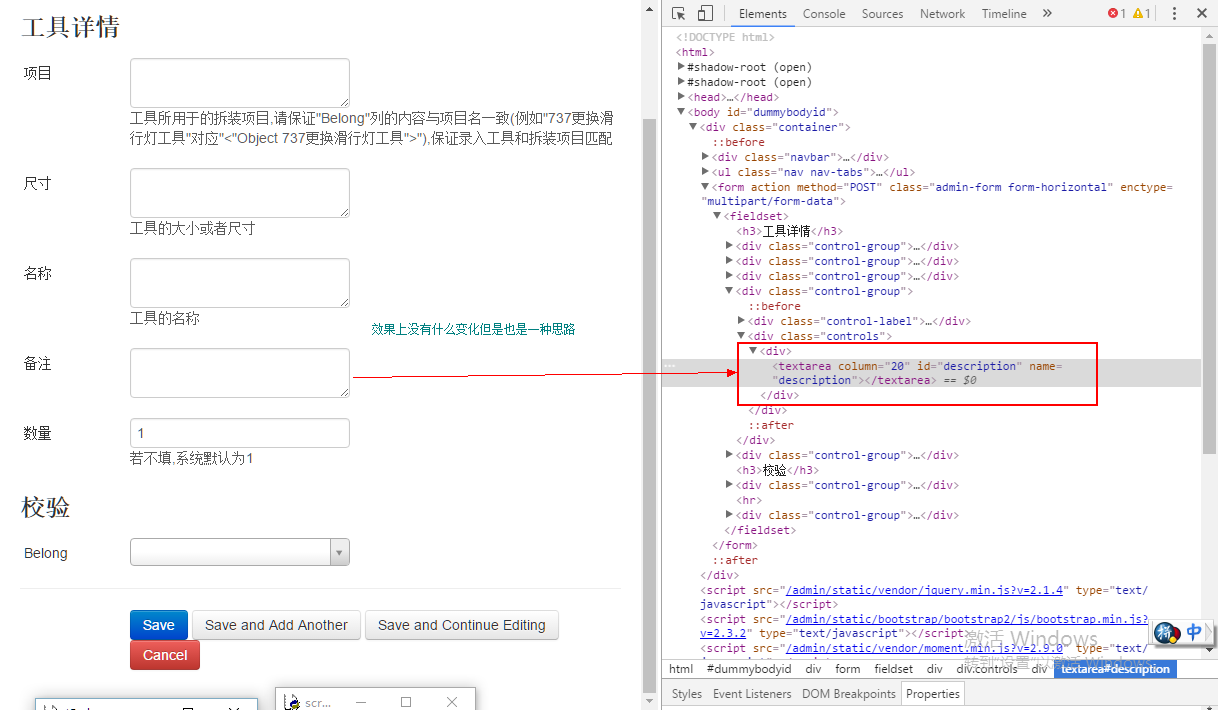 工具详情
项目
工具所用于的拆装项目,请保证"Belong"列的内容与项目名一致(例如"737更换滑
行灯工具"对应"<"Object 737更换滑行灯工具">"),保证录入工具和拆装项目匹配
尺寸
工具的大小或者尺寸
名称
工具的名称
效果上没有什么变化但是也是一种思路
备注
数量
1
若不填,系统默认为1
校验
Belong
Save
Save and Add Another
Save and Continue Editing
Cancel
scr...
Elements Console Sources Network Timeline » 1 1
<!DOCTYPE html>
<html>
#shadow-root (open)
#shadow-root (open)
<head>…</head>
<body id="dummybodyid">
<div class="container">
::before
<div class="navbar">…</div>
<ul class="nav nav-tabs">…</ul>
<form action method="POST" class="admin-form form-horizontal" enctype=
"multipart/form-data">
<fieldset>
<h3>工具详情</h3>
<div class="control-group">…</div>
<div class="control-group">…</div>
<div class="control-group">…</div>
<div class="control-group">
::before
<div class="control-label">…</div>
<div class="controls">
<div>
<textarea column="20" id="description" name=
"description"></textarea> == $0
</div>
</div>
::after
</div>
<div class="control-group">…</div>
<h3>校验</h3>
<div class="control-group">…</div>
<hr>
<div class="control-group">…</div>
</fieldset>
</form>
::after
</div>
<script src="/admin/static/vendor/jquery.min.js?v=2.1.4" type="text/
javascript"></script>
<script src="/admin/static/bootstrap/bootstrap2/js/bootstrap.min.js?
v=2.3.2" type="text/javascript"></script>
<script src="/admin/static/vendor/moment.min.js?v=2.9.0" type="text/
激活 Windows
转到"设置"以激活 Windows
中
html #dummybodyid div form fieldset div div.controls div textarea#description
Styles Event Listeners DOM Breakpoints Properties